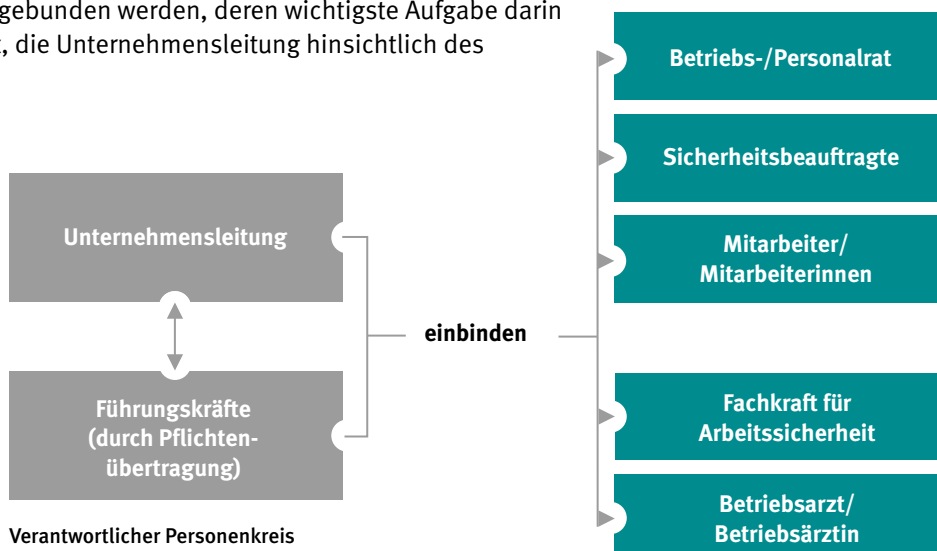 gebunden werden, deren wichtigste Aufgabe darin
, die Unternehmensleitung hinsichtlich des
Unternehmensleitung
Führungskräfte
(durch Pflichten-
übertragung)
Verantwortlicher Personenkreis
einbinden
Betriebs-/Personalrat
Sicherheitsbeauftragte
Mitarbeiter/
Mitarbeiterinnen
Fachkraft für
Arbeitssicherheit
Betriebsarzt/
Betriebsärztin